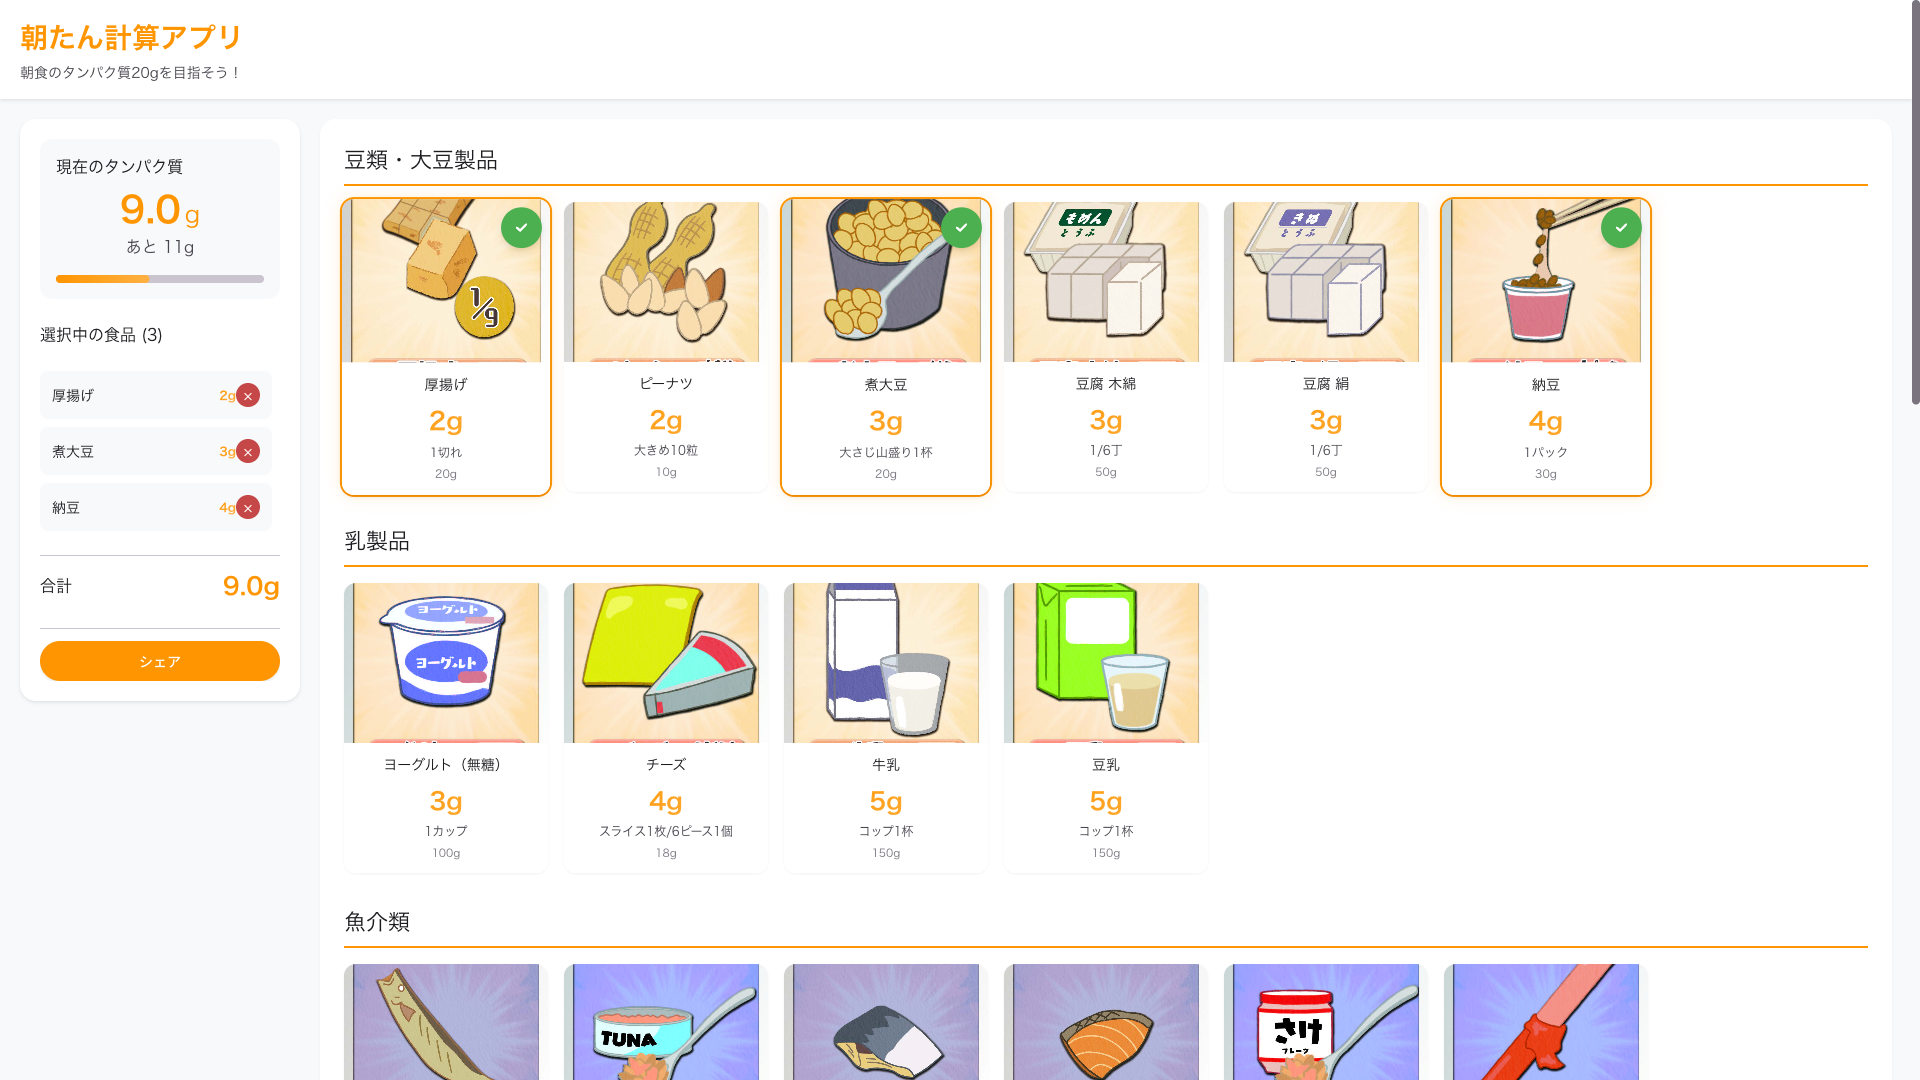 朝たん計算アプリ
朝食のタンパク質20gを目指そう！
現在のタンパク質
9.0g
あと 11g
選択中の食品 (3)
厚揚げ 2g ×
煮大豆 3g ×
納豆 4g ×
合計 9.0g
シェア
豆類・大豆製品
1/9
厚揚げ
2g
1切れ
20g
ピーナツ
2g
大きめ10粒
10g
煮大豆
3g
大さじ山盛り1杯
20g
もめん
とうふ
豆腐 木綿
3g
1/6丁
50g
きぬ
とうふ
豆腐 絹
3g
1/6丁
50g
納豆
4g
1パック
30g
乳製品
ヨーグルト
ヨーグルト
ヨーグルト（無糖）
3g
1カップ
100g
チーズ
4g
スライス1枚/6ピース1個
18g
牛乳
5g
コップ1杯
150g
豆乳
5g
コップ1杯
150g
魚介類
TUNA
さけ
フレーク